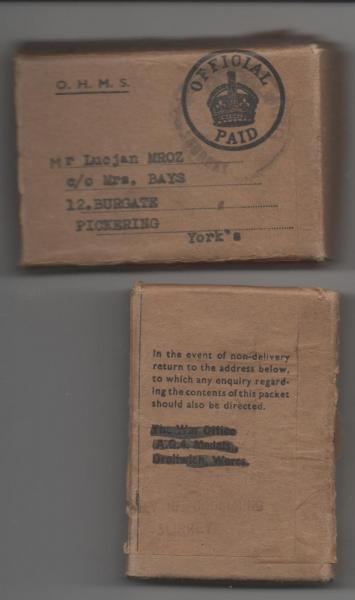 O. H. M. S.
OFFICIAL
PAID
SURREY
Mr Lucjan MROZ
c/o Mrs, BAYS
12.BURGATE
PICKERING
York's
In the event of non-delivery
return to the address below,
to which any enquiry regard-
ing the contents of this packet
should also be directed.
The War Office
(A.G.4. Medals),
Droitwich, Worcs.
SURREY